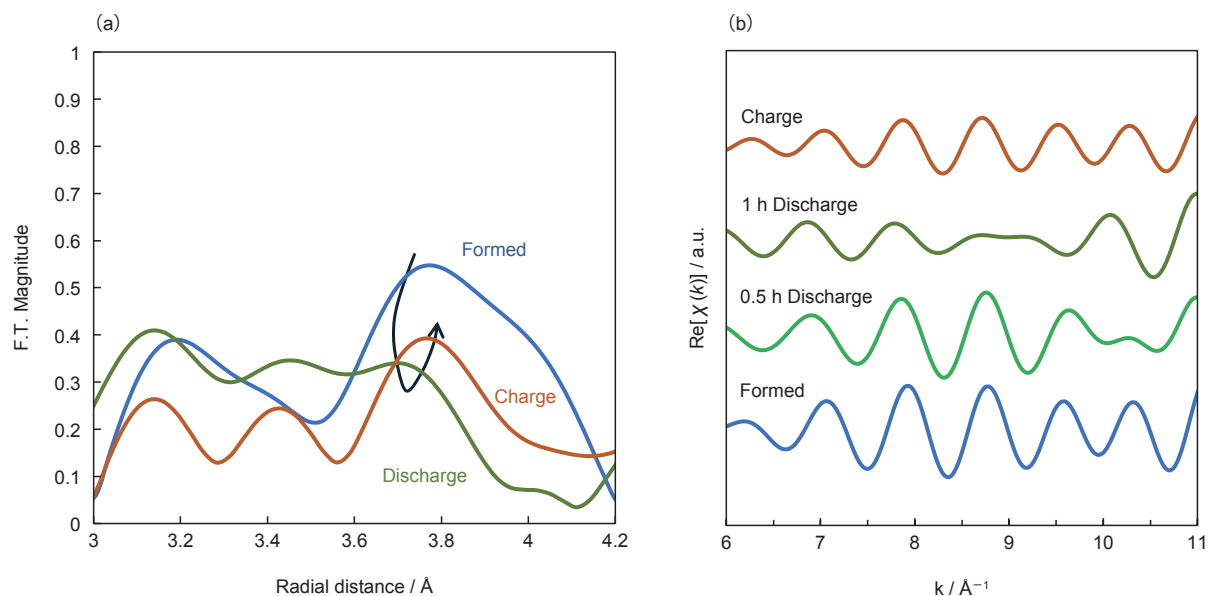 (a)
1
0.9
0.8
0.7
0.6
0.5
0.4
0.3
0.2
0.1
0
F.T. Magnitude
Formed
Charge
Discharge
3 3.2 3.4 3.6 3.8 4 4.2
Radial distance / Å
(b)
Re[χ(k)] / a.u.
Charge
1 h Discharge
0.5 h Discharge
Formed
6 7 8 9 10 11
k / Å⁻¹